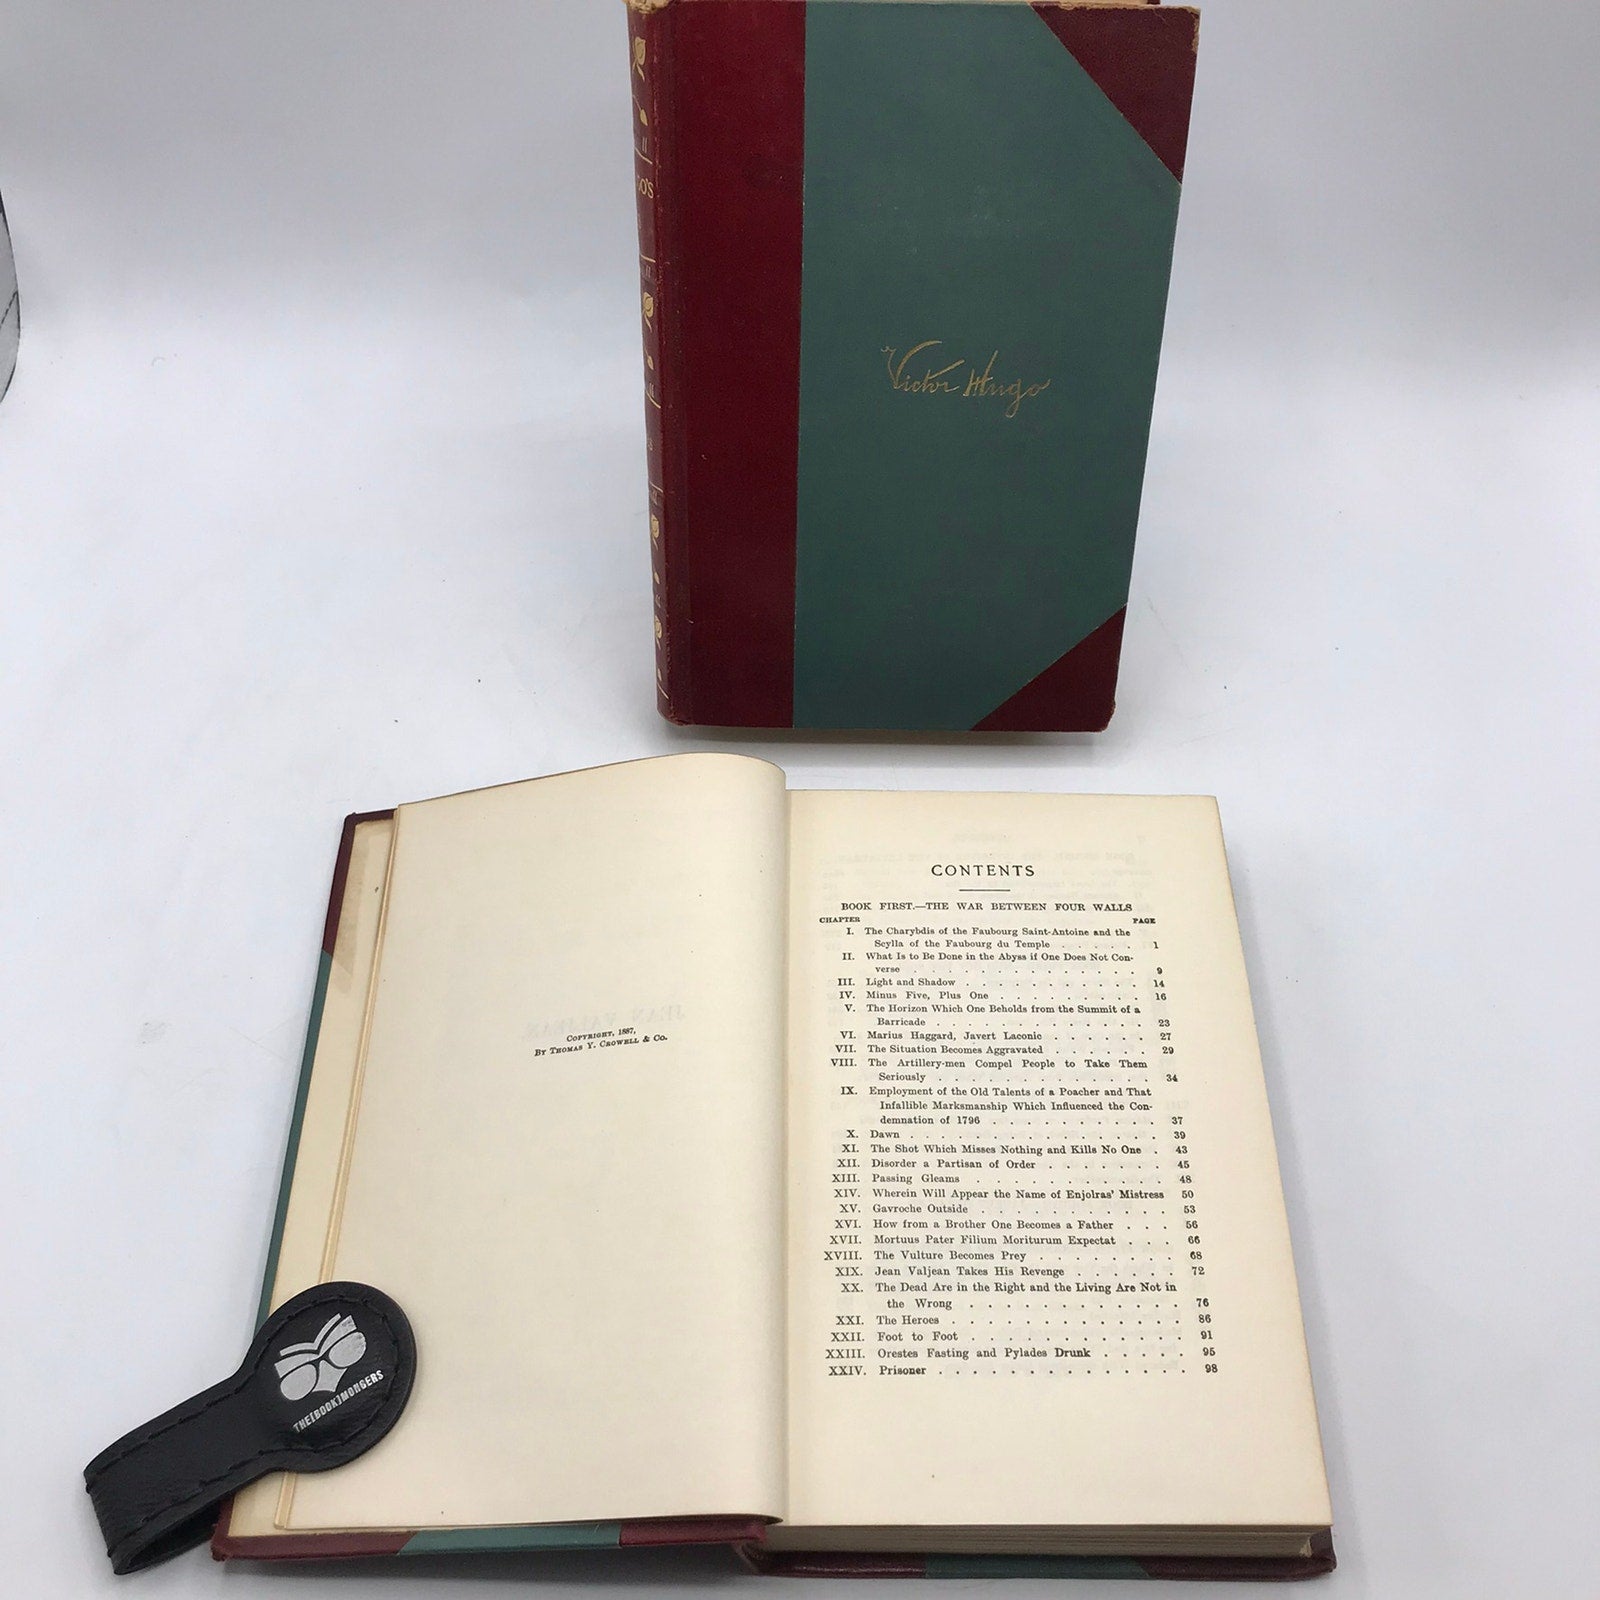 GO'S
Victor Hugo
COPYRIGHT, 1887,
BY THOMAS Y. CROWELL & CO.
CONTENTS
BOOK FIRST.—THE WAR BETWEEN FOUR WALLS
CHAPTER PAGE
I. The Charybdis of the Faubourg Saint-Antoine and the
Scylla of the Faubourg du Temple . . . . . 1
II. What Is to Be Done in the Abyss if One Does Not Con-
verse . . . . . . . . . . . . . . 9
III. Light and Shadow . . . . . . . . . . . 14
IV. Minus Five, Plus One . . . . . . . . . 16
V. The Horizon Which One Beholds from the Summit of a
Barricade . . . . . . . . . . . . 23
VI. Marius Haggard, Javert Laconic . . . . . . 27
VII. The Situation Becomes Aggravated . . . . . . 29
VIII. The Artillery-men Compel People to Take Them
Seriously . . . . . . . . . . . . . 34
IX. Employment of the Old Talents of a Poacher and That
Infallible Marksmanship Which Influenced the Con-
demnation of 1796 . . . . . . . . . . 37
X. Dawn . . . . . . . . . . . . . . . 39
XI. The Shot Which Misses Nothing and Kills No One . 43
XII. Disorder a Partisan of Order . . . . . . . 45
XIII. Passing Gleams . . . . . . . . . . . 48
XIV. Wherein Will Appear the Name of Enjolras' Mistress 50
XV. Gavroche Outside . . . . . . . . . . . 53
XVI. How from a Brother One Becomes a Father . . . 56
XVII. Mortuus Pater Filium Moriturum Expectat . . . 66
XVIII. The Vulture Becomes Prey . . . . . . . . 68
XIX. Jean Valjean Takes His Revenge . . . . . . 72
XX. The Dead Are in the Right and the Living Are Not in
the Wrong . . . . . . . . . . . . 76
XXI. The Heroes . . . . . . . . . . . . . 86
XXII. Foot to Foot . . . . . . . . . . . . 91
XXIII. Orestes Fasting and Pylades Drunk . . . . . 95
XXIV. Prisoner . . . . . . . . . . . . . . 98
THE[BOOK]MONGERS